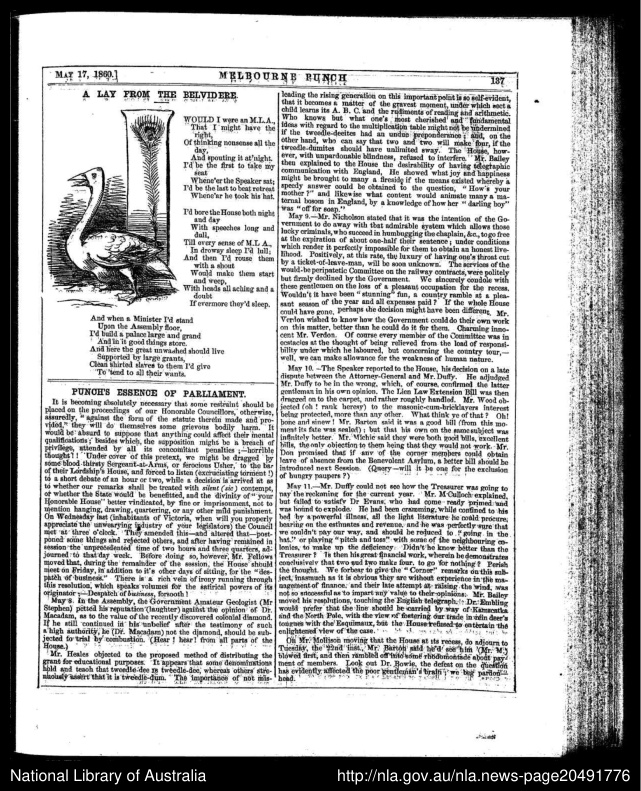 MAY 17, 1860.]
MELBOURNE PUNCH
137
A LAY FROM THE BELVIDERE.
WOULD I were an M.L.A.,
That I might have the
right,
Of thinking nonsense all the
day,
And spouting it at night.
I'd be the first to take my
seat
Whene'er the Speaker sat;
I'd be the last to beat retreat
Whene'er he took his hat.
I'd bore the House both night
and day
With speeches long and
dull,
Till every sense of M.L.A.,
In drowsy sleep I'd lull;
And then I'd rouse them
with a shout
Would make them start
and weep,
With heads all aching and a
doubt
If evermore they'd sleep.
And when a Minister I'd stand
Upon the Assembly floor,
I'd build a palace large and grand
And in it good things store.
And here the great unwashed should live
Supported by large grants,
Clean shirted slaves to them I'd give
To tend to all their wants.
PUNCH'S ESSENCE OF PARLIAMENT.
It is becoming absolutely necessary that some restraint should be
placed on the proceedings of our Honorable Councillors, otherwise,
assuredly, "against the form of the statute therein made and pro-
vided," they will do themselves some grievous bodily harm. It
would be absurd to suppose that anything could affect their mental
qualifications; besides which, the supposition might be a breach of
privilege, attended by all its concomitant penalties;—horrible
thought!! Under cover of this pretext, we might be dragged by
some blood-thirsty Sergeant-at-Arms, or ferocious Usher, to the bar
of their Lordship's House, and forced to listen (excruciating torment!)
to a short debate of an hour or two, while a decision is arrived at as
to whether our remarks shall be treated with silent (sic) contempt,
or whether the State would be benefitted, and the divinity of "your
Honorable House" better vindicated, by fine or imprisonment, not to
mention hanging, drawing, quartering, or any other mild punishment.
On Wednesday last (inhabitants of Victoria, when will you properly
appreciate the unwearying industry of your legislators) the Council
met at three o'clock. They amended this—and altered that—post-
poned some things and rejected others, and after having remained in
session the unprecedented time of two hours and three quarters, ad-
journed to that day week. Before doing so, however, Mr. Fellows
moved that, during the remainder of the session, the House should
meet on Friday, in addition to it's other days of sitting, for the "des-
patch of business." There is a rich vein of irony running through
this resolution, which speaks volumes for the satirical powers of its
originator;—Despatch of business, forsooth!
May 8. In the Assembly, the Government Amateur Geologist (Mr
Stephen) pitted his reputation (laughter) against the opinion of Dr.
Macadam, as to the value of the recently discovered colonial diamond.
If he still continued in his unbelief after the testimony of such
a high authority, he (Dr. Macadam) not the diamond, should be sub-
jected to trial by combustion. (Hear! hear! from all parts of the
House.)
Mr. Heales objected to the proposed method of distributing the
grant for educational purposes. It appears that some denominations
hold and teach that tweedle-dee is tweedle-dee, whereas others stre-
nuously assert that it is tweedle-dum. The importance of not mis-
leading the rising generation on this important point is so self-evident,
that it becomes a matter of the gravest moment, under which sect a
child learns its A. B. C. and the rudiments of reading and arithmetic.
Who knows but what one's most cherished and fundamental
ideas with regard to the multiplication table might not be undermined
if the tweedle-deeites had an undue preponderance; and, on the
other hand, who can say that two and two will make four, if the
tweedle-dumites should have unlimited sway. The House, how-
ever, with unpardonable blindness, refused to interfere. Mr. Bailey
then explained to the House the desirability of having telegraphic
communication with England. He showed what joy and happiness
might be brought to many a fireside if the means existed whereby a
speedy answer could be obtained to the question, "How's your
mother?" and likewise what content would animate many a ma-
ternal bosom in England, by a knowledge of how her "darling boy"
was "off for soap."
May 9.—Mr. Nicholson stated that it was the intention of the Go-
vernment to do away with that admirable system which allows those
lucky criminals, who succeed in humbugging the chaplain, &c., to go free
at the expiration of about one-half their sentence; under conditions
which render it perfectly impossible for them to obtain an honest live-
lihood. Positively, at this rate, the luxury of having one's throat cut
by a ticket-of-leave-man, will be soon unknown. The services of the
would-be peripatetic Committee on the railway contracts, were politely
but firmly declined by the Government. We sincerely condole with
these gentlemen on the loss of a pleasant occupation for the recess.
Wouldn't it have been "stunning" fun, a country ramble at a plea-
sant season of the year and all expenses paid? If the whole House
could have gone, perhaps the decision might have been different. Mr.
Verdon wished to know how the Government could do their own work
on this matter, better than he could do it for them. Charming inno-
cent Mr. Verdon. Of course every member of the Committee was in
ecstacies at the thought of being relieved from the load of responsi-
bility under which he laboured, but concerning the country tour,—
well, we can make allowance for the weakness of human nature.
May 10.—The Speaker reported to the House, his decision on a late
dispute between the Attorney-General and Mr. Duffy. He adjudged
Mr. Duffy to be in the wrong, which, of course, confirmed the latter
gentleman in his own opinion. The Lien Law Extension Bill was then
dragged on to the carpet, and rather roughly handled. Mr. Wood ob-
jected (oh! rank heresy) to the masonic-cum-bricklayers interest
being protected, more than any other. What think ye of that? Oh!
bone and sinew! Mr. Barton said it was a good bill (from this mo-
ment its fate was sealed); but that his own on the same subject was
infinitely better. Mr. Michie said they were both good bills, excellent
bills, the only objection to them being that they would not work. Mr.
Don promised that if any of the corner members could obtain
leave of absence from the Benevolent Asylum, a better bill should be
introduced next Session. (Query—will it be one for the exclusion
of hungry paupers?)
May 11.—Mr. Duffy could not see how the Treasurer was going to
pay the reckoning for the current year. Mr. M'Culloch explained,
but failed to satisfy Dr Evans, who had come ready primed and
was bound to explode. He had been cramming, while confined to his
bed by a painful illness, all the light literature he could procure,
bearing on the estimates and revenue, and he was perfectly sure that
we couldn't pay our way, and should be reduced to "going in the
hat," or playing "pitch and toss" with some of the neighbouring co-
lonies, to make up the deficiency. Didn't he know better than the
Treasurer? Is then his great financial work, wherein he demonstrates
conclusively that two and two make four, to go for nothing? Perish
the thought. We forbear to give the "Corner" remarks on this sub-
ject, inasmuch as it is obvious they are without experience in the ma-
nagement of finance, and their late attempt at raising the wind, was
not so successful as to impart any value to their opinions. Mr. Bailey
moved his resolutions, touching the English telegraph. Dr. Embling
would prefer that the line should be carried by way of Kamscatka
and the North Pole, with the view of fostering our trade in rein deer's
tongues with the Esquimaux, but the House refused to entertain the
enlightened view of the case.
On Mr. Mollison moving that the House at its recess, do adjourn to
Tuesday, the 22nd inst., Mr. Barton said he'd see him (Mr. M.)
blowed first, and then rambled off into some rhodomontade about pay-
ment of members. Look out Dr. Bowie, the defeat on the question
has evidently affected the poor gentleman's brain; we beg pardon—
head.
National Library of Australia
http://nla.gov.au/nla.news-page20491776